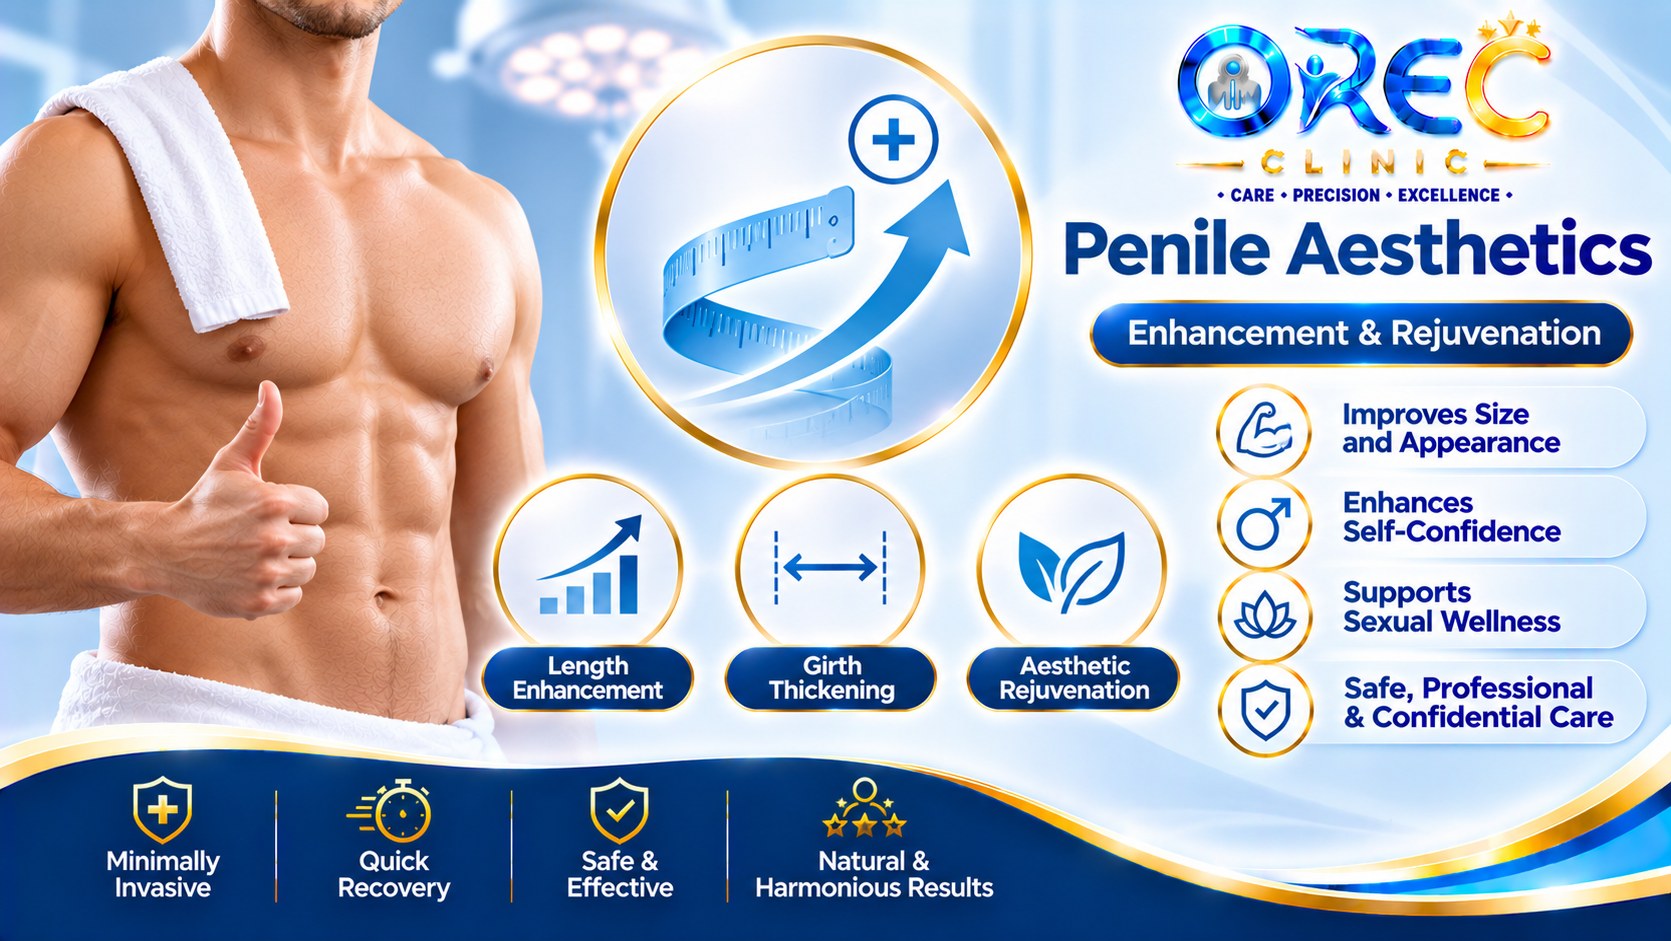 OREC
CLINIC
• CARE • PRECISION • EXCELLENCE •
Penile Aesthetics
Enhancement & Rejuvenation
Improves Size
and Appearance
Enhances
Self-Confidence
Supports
Sexual Wellness
Safe, Professional
& Confidential Care
Length
Enhancement
Girth
Thickening
Aesthetic
Rejuvenation
Minimally
Invasive
Quick
Recovery
Safe &
Effective
Natural &
Harmonious Results